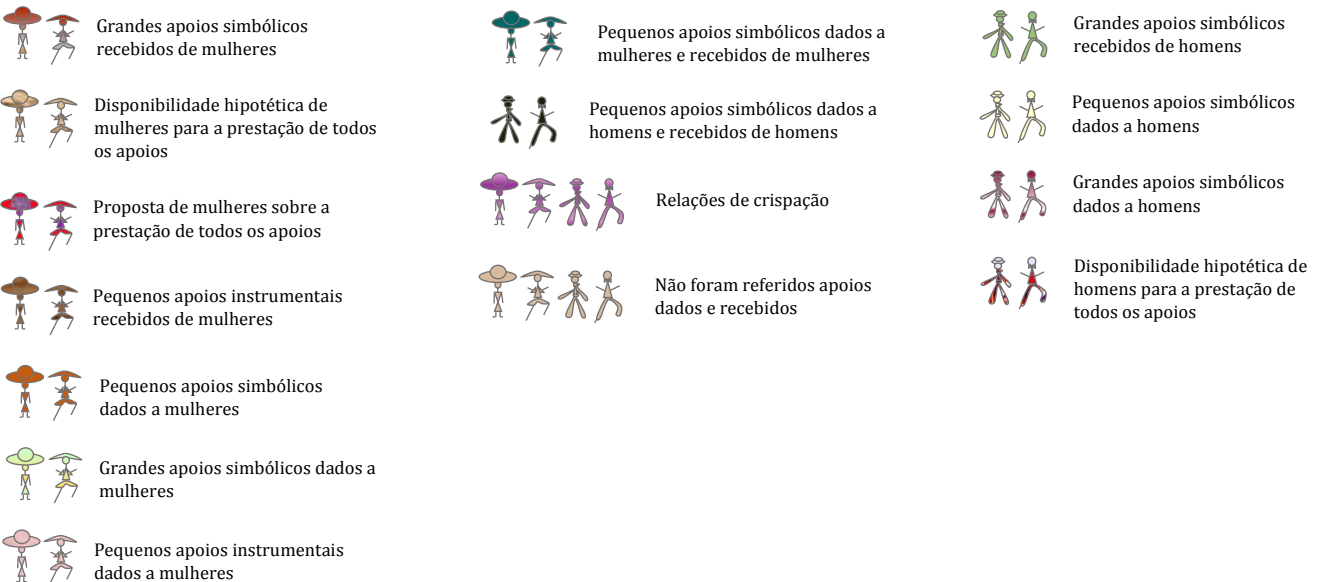 Grandes apoios simbólicos
recebidos de mulheres
Disponibilidade hipotética de
mulheres para a prestação de todos
os apoios
Proposta de mulheres sobre a
prestação de todos os apoios
Pequenos apoios instrumentais
recebidos de mulheres
Pequenos apoios simbólicos
dados a mulheres
Grandes apoios simbólicos dados a
mulheres
Pequenos apoios instrumentais
dados a mulheres
Pequenos apoios simbólicos dados a
mulheres e recebidos de mulheres
Pequenos apoios simbólicos dados a
homens e recebidos de homens
Relações de crispação
Não foram referidos apoios
dados e recebidos
Grandes apoios simbólicos
recebidos de homens
Pequenos apoios simbólicos
dados a homens
Grandes apoios simbólicos
dados a homens
Disponibilidade hipotética de
homens para a prestação de
todos os apoios